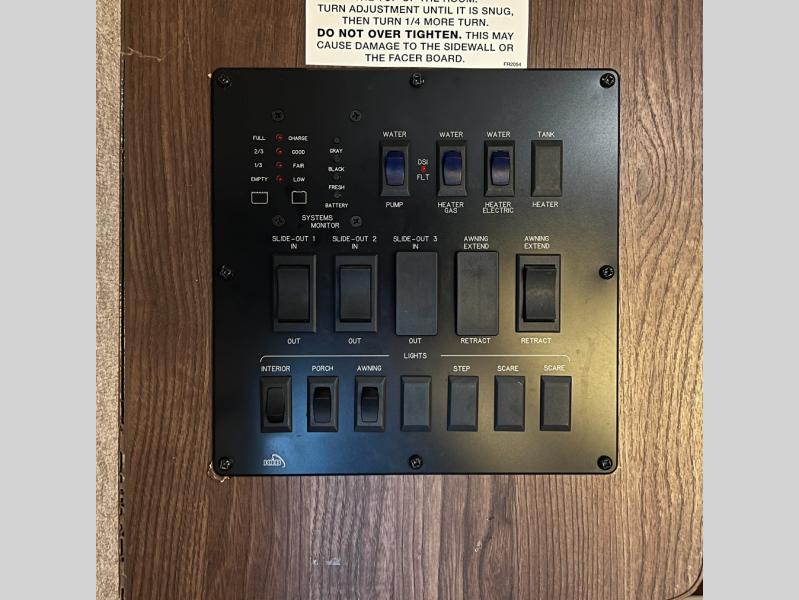 TURN ADJUSTMENT UNTIL IT IS SNUG,
THEN TURN 1/4 MORE TURN.
DO NOT OVER TIGHTEN. THIS MAY
CAUSE DAMAGE TO THE SIDEWALL OR
THE FACER BOARD.
FR2054
WATER WATER WATER TANK
FULL CHARGE
2/3 GOOD GRAY
1/3 FAIR BLACK
EMPTY LOW FRESH
BATTERY
DSI
FLT
PUMP HEATER GAS HEATER ELECTRIC HEATER
SYSTEMS
MONITOR
SLIDE-OUT 1 SLIDE-OUT 2 SLIDE-OUT 3 AWNING AWNING
IN IN IN EXTEND EXTEND
OUT OUT OUT RETRACT RETRACT
LIGHTS
INTERIOR PORCH AWNING STEP SCARE SCARE